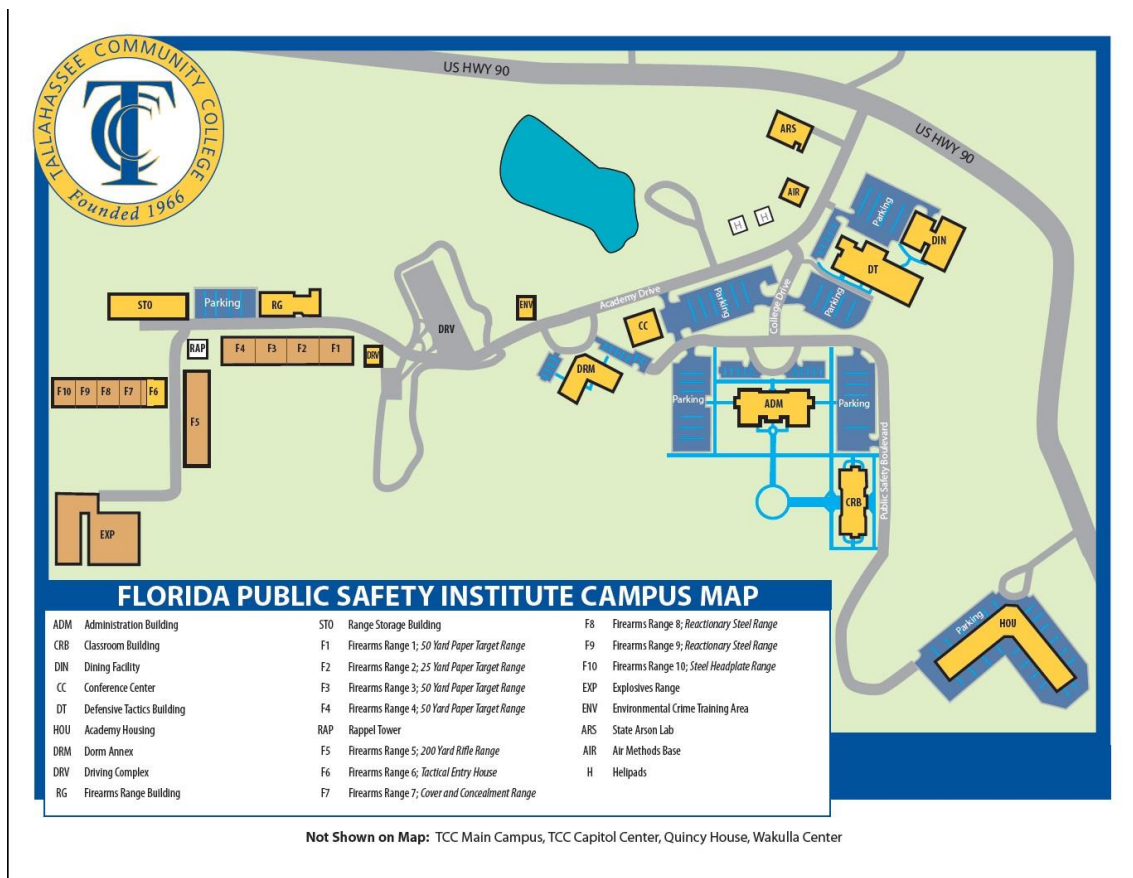 TALLAHASSEE COMMUNITY COLLEGE
TCC
Founded 1966
US HWY 90
US HWY 90
ARS
AIR
H
H
Parking
DIN
DT
Parking
College Drive
Parking
Academy Drive
ENV
CC
DRV
DRM
STO
Parking
RG
RAP
F4
F3
F2
F1
DRV
F10
F9
F8
F7
F6
F5
EXP
Parking
ADM
Parking
CRB
Public Safety Boulevard
Parking
HOU
FLORIDA PUBLIC SAFETY INSTITUTE CAMPUS MAP
ADM Administration Building
CRB Classroom Building
DIN Dining Facility
CC Conference Center
DT Defensive Tactics Building
HOU Academy Housing
DRM Dorm Annex
DRV Driving Complex
RG Firearms Range Building
STO Range Storage Building
F1 Firearms Range 1; 50 Yard Paper Target Range
F2 Firearms Range 2; 25 Yard Paper Target Range
F3 Firearms Range 3; 50 Yard Paper Target Range
F4 Firearms Range 4; 50 Yard Paper Target Range
RAP Rappel Tower
F5 Firearms Range 5; 200 Yard Rifle Range
F6 Firearms Range 6; Tactical Entry House
F7 Firearms Range 7; Cover and Concealment Range
F8 Firearms Range 8; Reactionary Steel Range
F9 Firearms Range 9; Reactionary Steel Range
F10 Firearms Range 10; Steel Headplate Range
EXP Explosives Range
ENV Environmental Crime Training Area
ARS State Arson Lab
AIR Air Methods Base
H Helipads
Not Shown on Map: TCC Main Campus, TCC Capitol Center, Quincy House, Wakulla Center